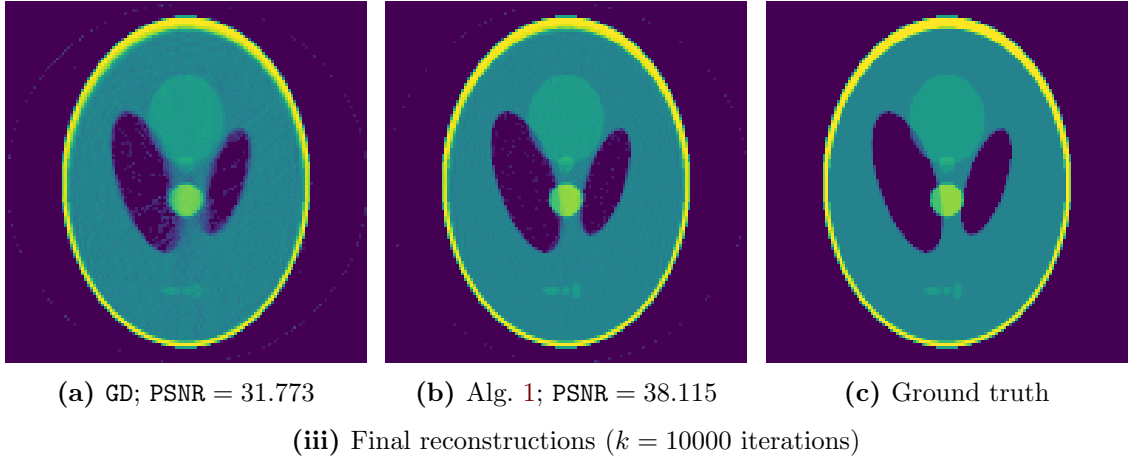 (a) GD; PSNR = 31.773
(b) Alg. 1; PSNR = 38.115
(c) Ground truth
(iii) Final reconstructions (k = 10000 iterations)